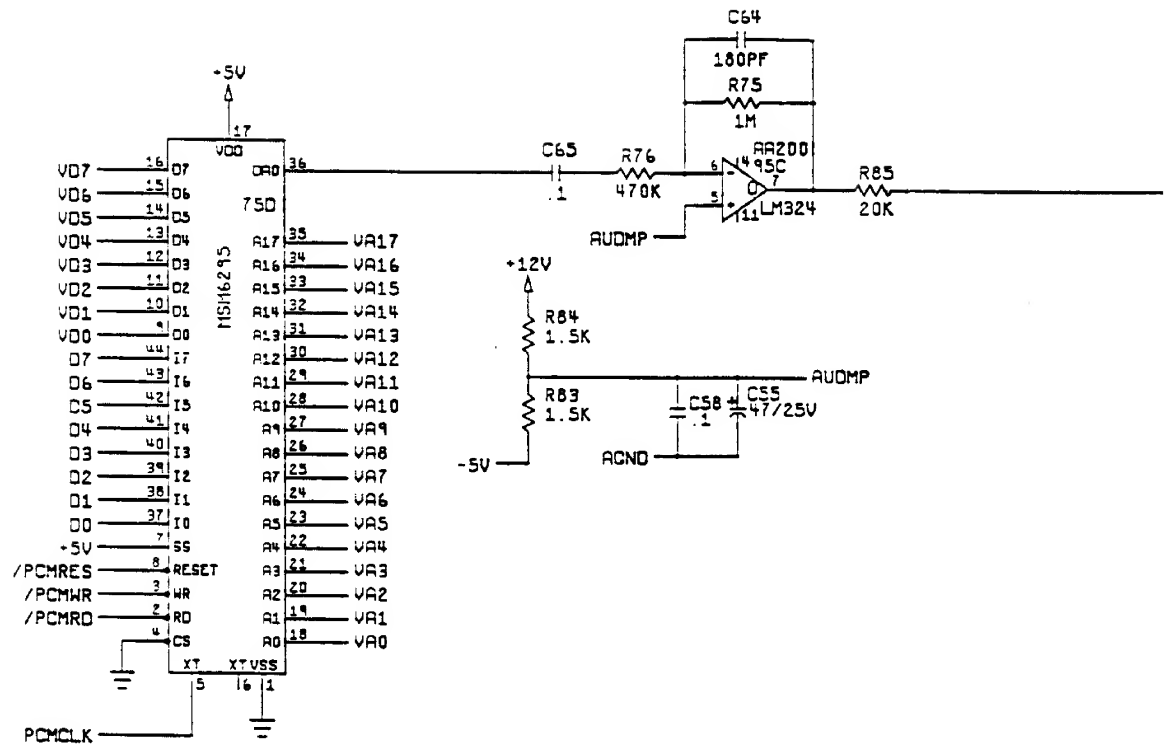 C64
180PF
R75
1M
+5V
17
VDD
16 D7
VD7
15 D6
VD6
14 D5
VD5
13 D4
VD4
12 D3
VD3
11 D2
VD2
10 D1
VD1
9 D0
VD0
44 I7
D7
43 I6
D6
42 I5
C5
41 I4
D4
40 I3
D3
39 I2
D2
38 I1
D1
37 I0
D0
7 SS
+5V
8 RESET
/PCMRES
3 WR
/PCMWR
2 RD
/PCMRD
4 CS
MSM6295
75D
DAO 36
A17 35 VA17
A16 34 VA16
A15 33 VA15
A14 32 VA14
A13 31 VA13
A12 30 VA12
A11 29 VA11
A10 28 VA10
A9 27 VA9
A8 26 VA8
A7 25 VA7
A6 24 VA6
A5 23 VA5
A4 22 VA4
A3 21 VA3
A2 20 VA2
A1 19 VA1
A0 18 VA0
XT XT VSS
5 6 1
PCMCLK
C65
.1
R76
470K
AA200
95C
6 - 4
7
5 + 11
LM324
AUDMP
R85
20K
+12V
R84
1.5K
R83
1.5K
-5V
AUDMP
C58
.1
+ C55
47/25V
AGND